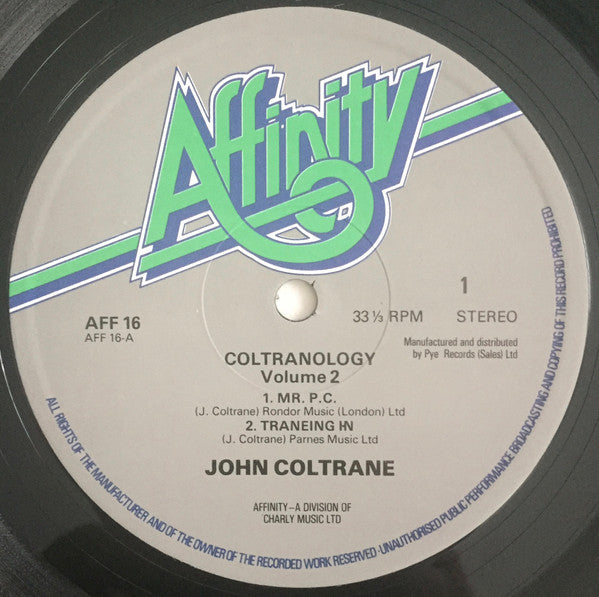 Affinity
AFF 16
AFF 16-A
33 ⅓ RPM
1
STEREO
Manufactured and distributed
by Pye Records (Sales) Ltd
COLTRANOLOGY
Volume 2
1. MR. P.C.
(J. Coltrane) Rondor Music (London) Ltd
2. TRANEING IN
(J. Coltrane) Parnes Music Ltd
JOHN COLTRANE
AFFINITY–A DIVISION OF
CHARLY MUSIC LTD
ALL RIGHTS OF THE MANUFACTURER AND OF THE OWNER OF THE RECORDED WORK RESERVED · UNAUTHORISED PUBLIC PERFORMANCE BROADCASTING AND COPYING OF THIS RECORD PROHIBITED